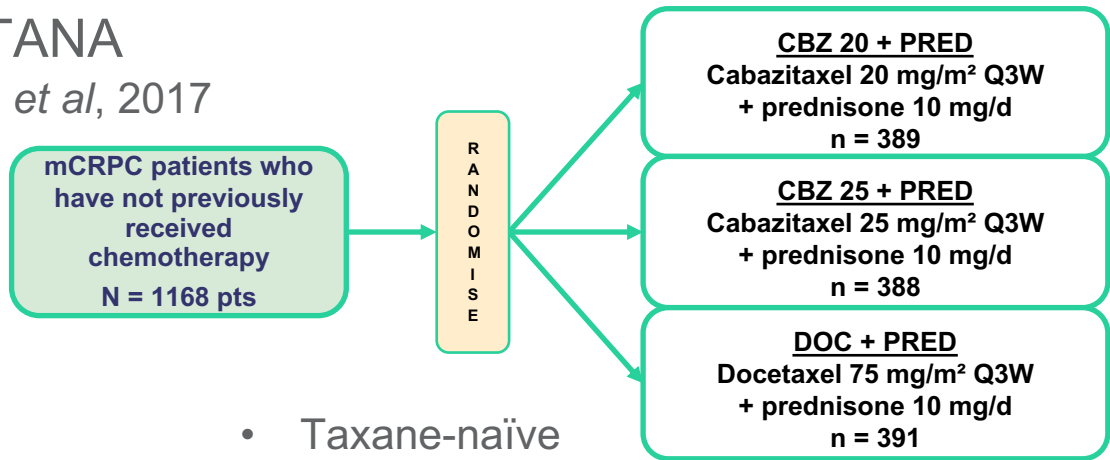 TANA
et al, 2017
mCRPC patients who
have not previously
received
chemotherapy
N = 1168 pts
RANDOMISE
CBZ 20 + PRED
Cabazitaxel 20 mg/m² Q3W
+ prednisone 10 mg/d
n = 389
CBZ 25 + PRED
Cabazitaxel 25 mg/m² Q3W
+ prednisone 10 mg/d
n = 388
DOC + PRED
Docetaxel 75 mg/m² Q3W
+ prednisone 10 mg/d
n = 391
• Taxane-naïve